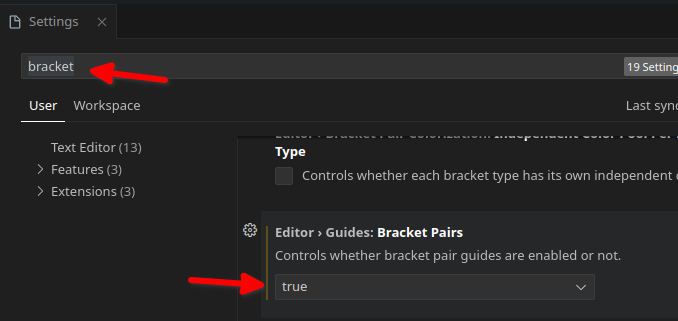 Settings
bracket
19 Setting
User
Workspace
Last sync
Text Editor (13)
Features (3)
Extensions (3)
Editor › Bracket Pair Colorization: Independent Color Pool Per
Type
Controls whether each bracket type has its own independent
Editor › Guides: Bracket Pairs
Controls whether bracket pair guides are enabled or not.
true